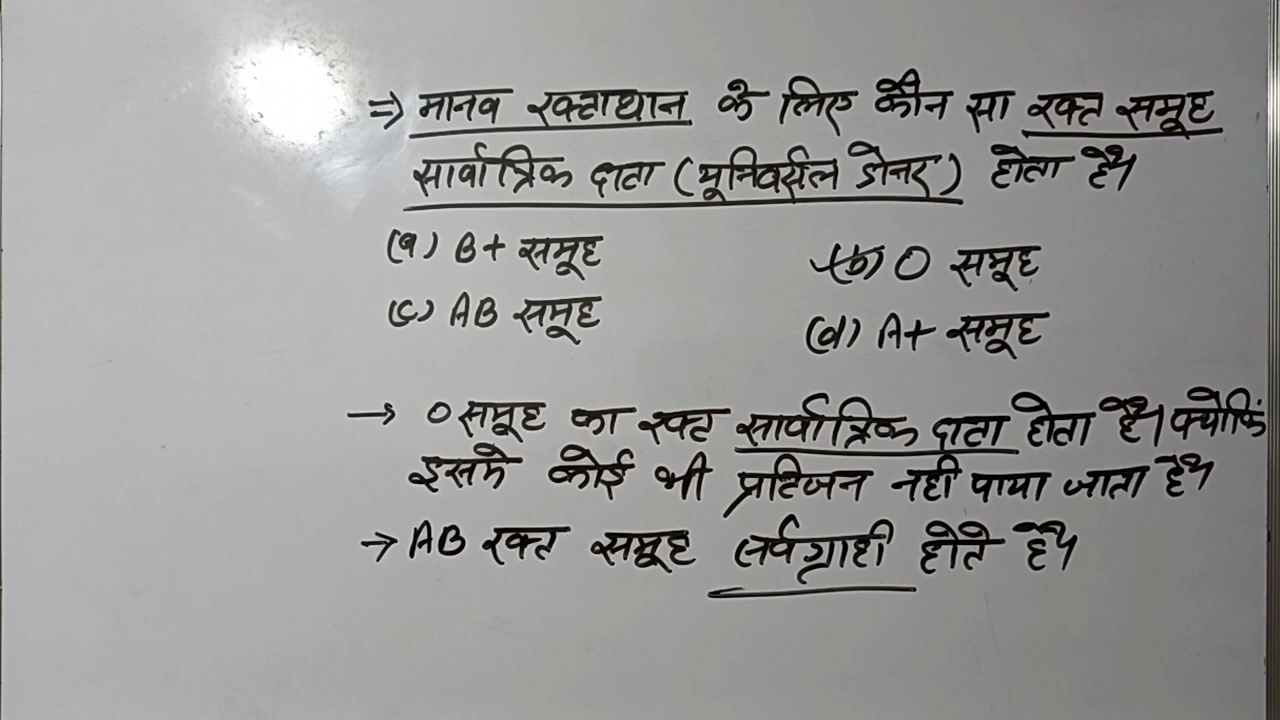 ⇒ मानव रक्ताधान के लिए कौन सा रक्त समूह
सार्वात्रिक दाता (यूनिवर्सल डोनर) होता है।
(a) B+ समूह
(b) O समूह
(c) AB समूह
(d) A+ समूह
→ O समूह का रक्त सार्वात्रिक दाता होता है। क्योकिं
इसमे कोई भी प्रतिजन नही पाया जाता है।
→ AB रक्त समूह सर्वग्राही होते है।